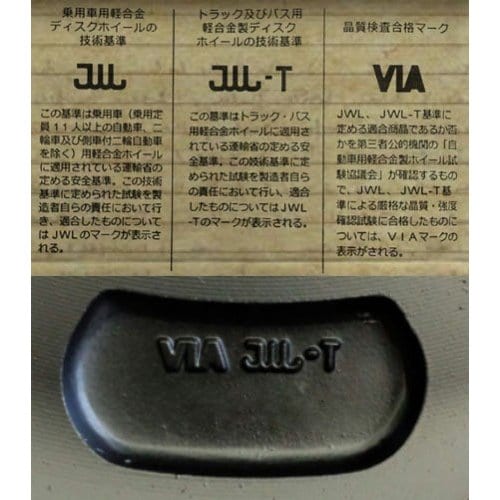 乗用車用軽合金
ディスクホイールの
技術基準
JWL
この基準は乗用車（乗用定
員１１人以上の自動車、二
輪車及び側車付二輪自動車
を除く）用軽合金ホイール
に適用されている運輸省の
定める安全基準。この技術
基準に定められた試験を製
造者自らの責任において行
き、適合したものについて
はJWLのマークが表示され
る。
トラック及びバス用
軽合金製ディスク
ホイールの技術基準
JWL-T
この基準はトラック・バス
用軽合金ホイールに適用さ
れている運輸省の定める安
全基準。この技術基準に定
められた試験を製造者自ら
の責任において行い、適合
したものについてはJWL
-Tのマークが表示される。
品質検査合格マーク
VIA
JWL、JWL-T基準に
定める適合商品であるか否
かを第三者公的機関の「自
動車用軽合金製ホイール試
験協議会」が確認するもの
で、JWL、JWL-T基
準による厳格な品質・強度
確認試験に合格したものに
ついては、VIAマークの
表示がされる。
VIA JWL-T